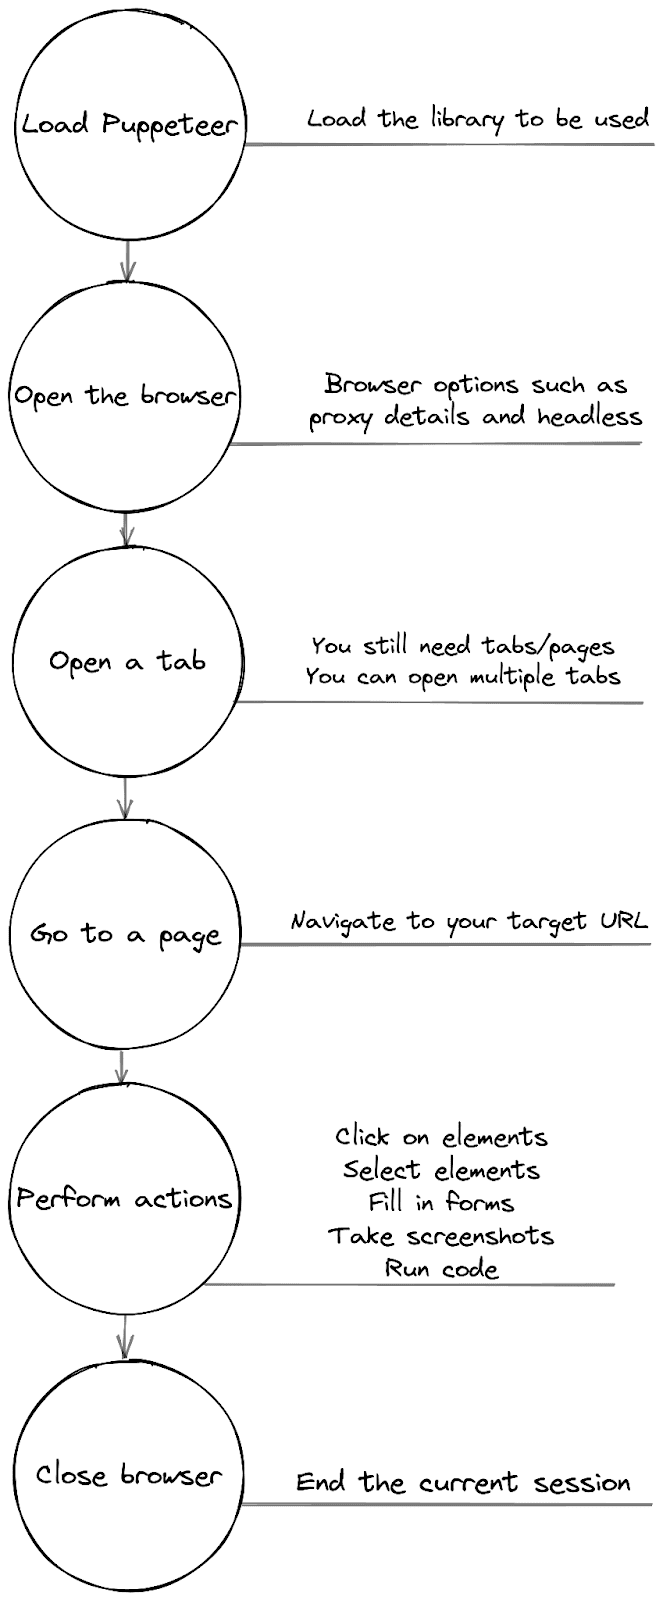 Load Puppeteer
Load the library to be used
Open the browser
Browser options such as
proxy details and headless
Open a tab
You still need tabs/pages
You can open multiple tabs
Go to a page
Navigate to your target URL
Perform actions
Click on elements
Select elements
Fill in forms
Take screenshots
Run code
Close browser
End the current session